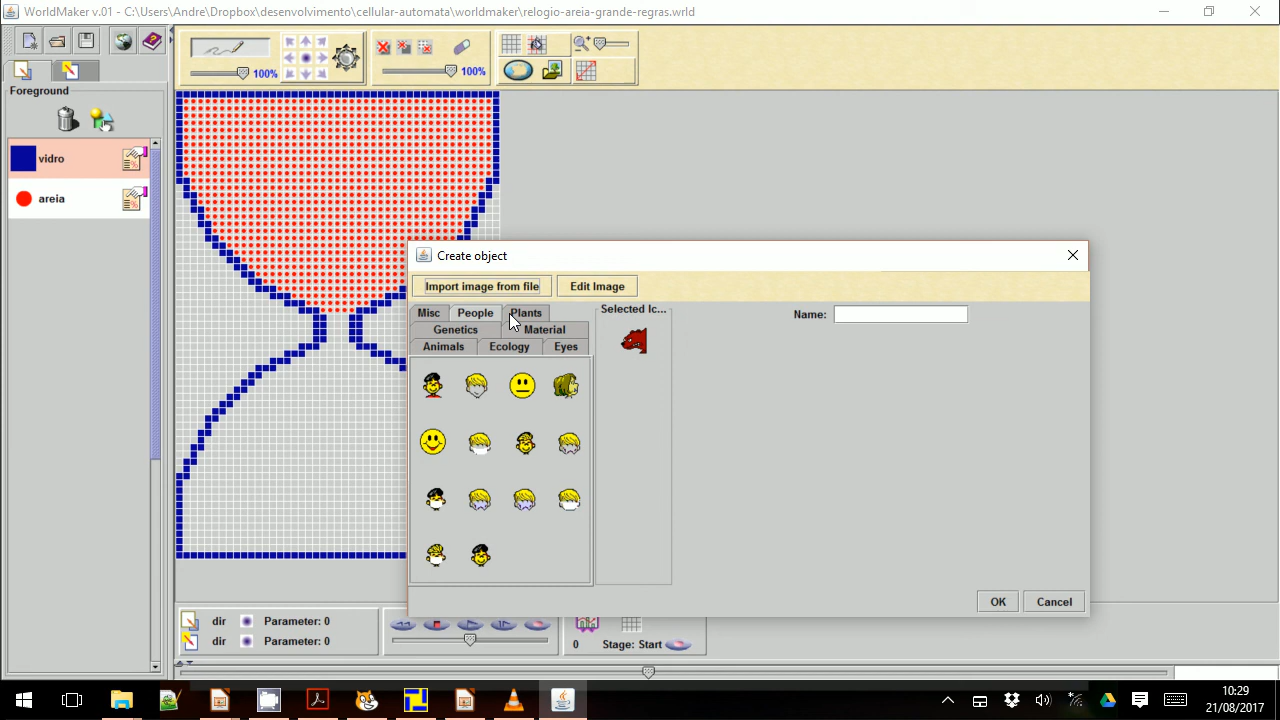 WorldMaker v.01 - C:\Users\Andre\Dropbox\desenvolvimento\cellular-automata\worldmaker\relogio-areia-grande-regras.wrld
100%
100%
Foreground
vidro
areia
Create object
Import image from file
Edit Image
Misc
People
Plants
Genetics
Material
Animals
Ecology
Eyes
Selected Ic...
Name:
OK
Cancel
dir
Parameter: 0
dir
Parameter: 0
0
Stage: Start
10:29
21/08/2017